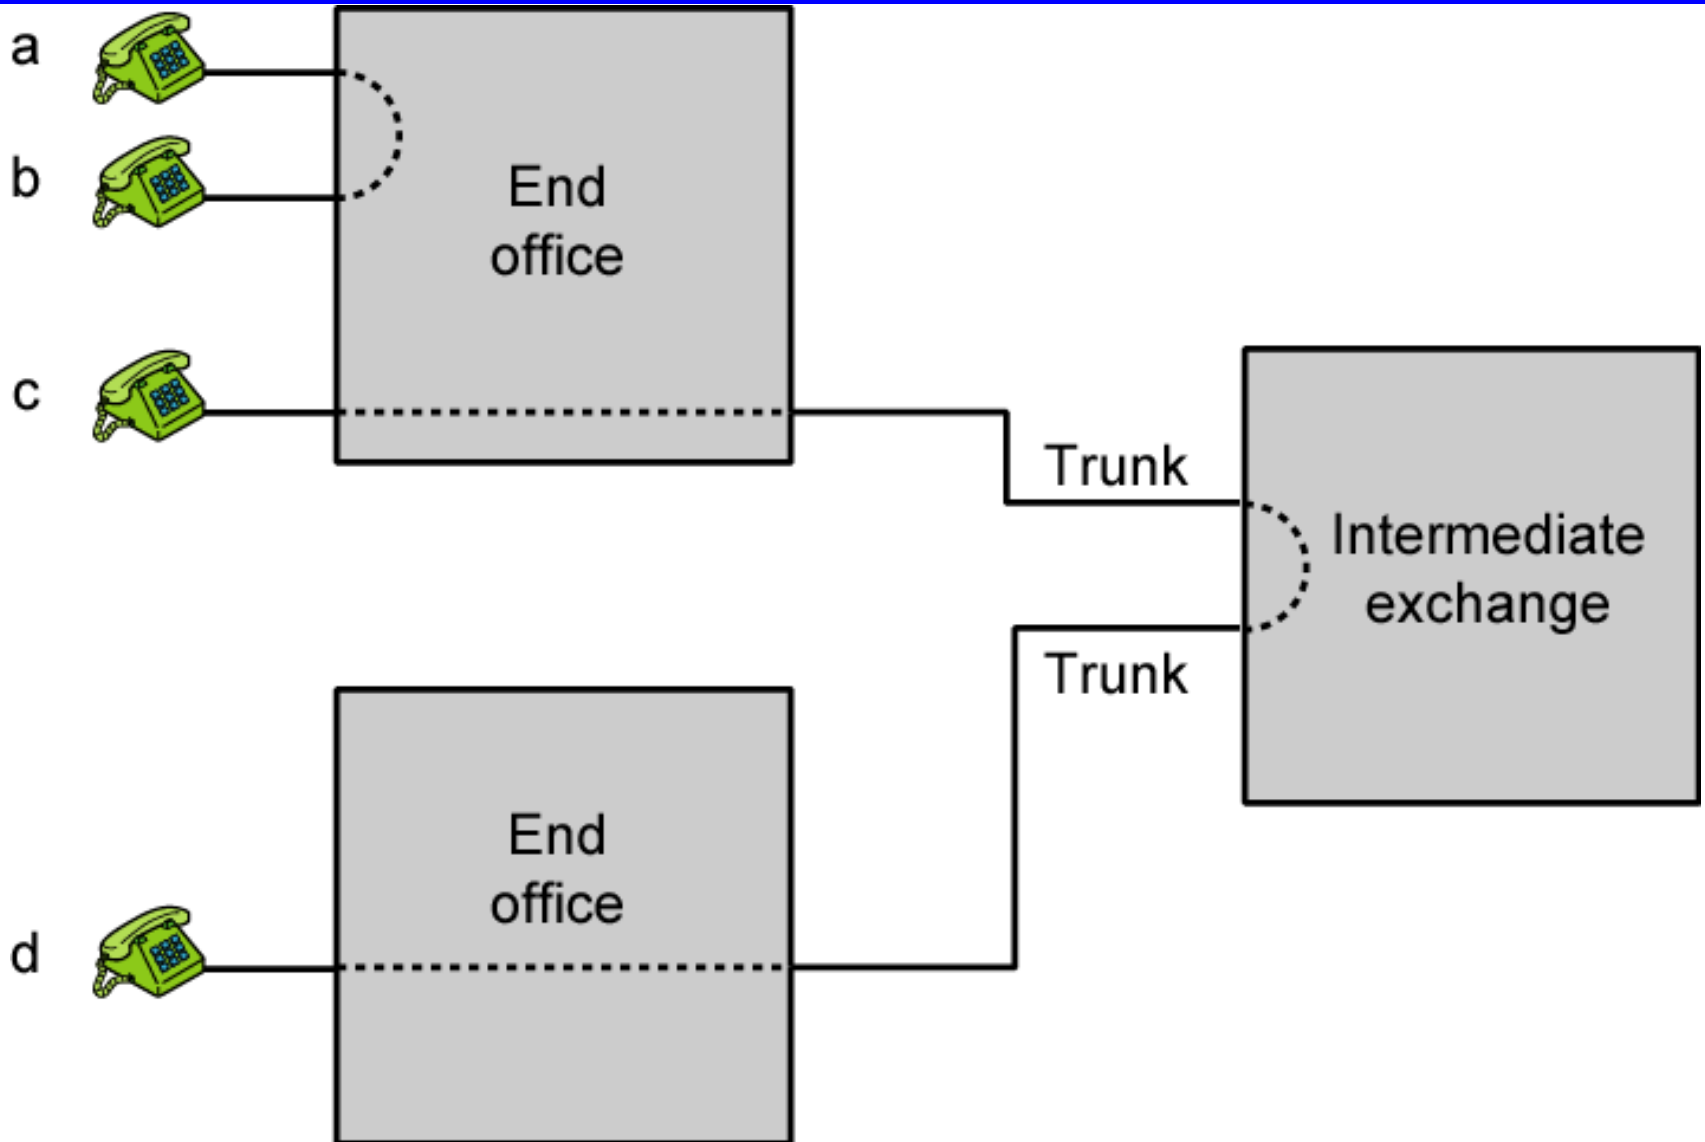 a
b
End
office
c
Trunk
Intermediate
exchange
Trunk
End
office
d